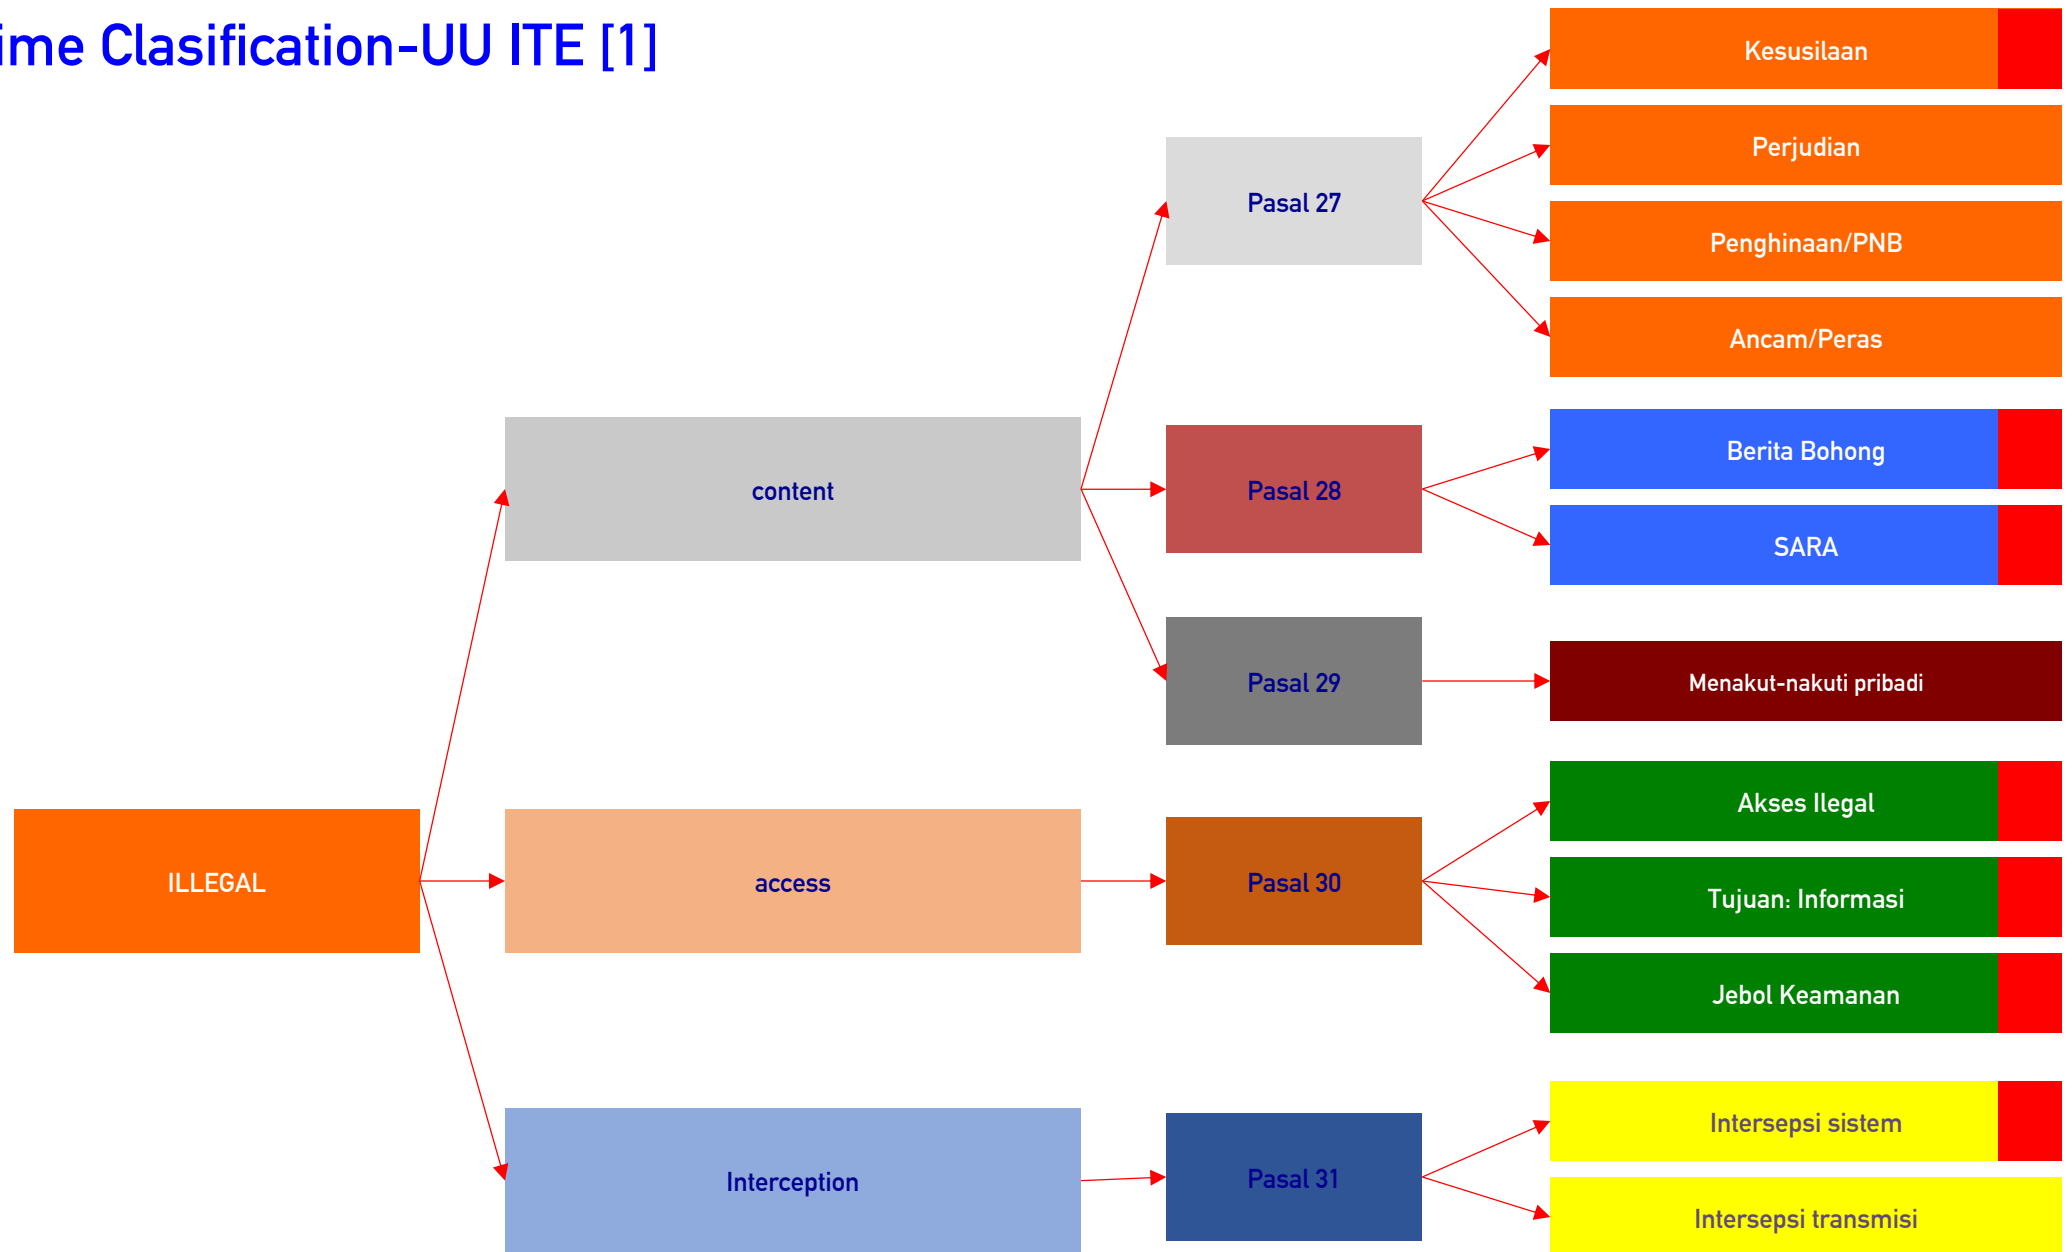 ime Clasification-UU ITE [1]
Kesusilaan
Perjudian
Pasal 27
Penghinaan/PNB
Ancam/Peras
Berita Bohong
content
Pasal 28
SARA
Pasal 29
Menakut-nakuti pribadi
Akses Ilegal
ILLEGAL
access
Pasal 30
Tujuan: Informasi
Jebol Keamanan
Intersepsi sistem
Interception
Pasal 31
Intersepsi transmisi